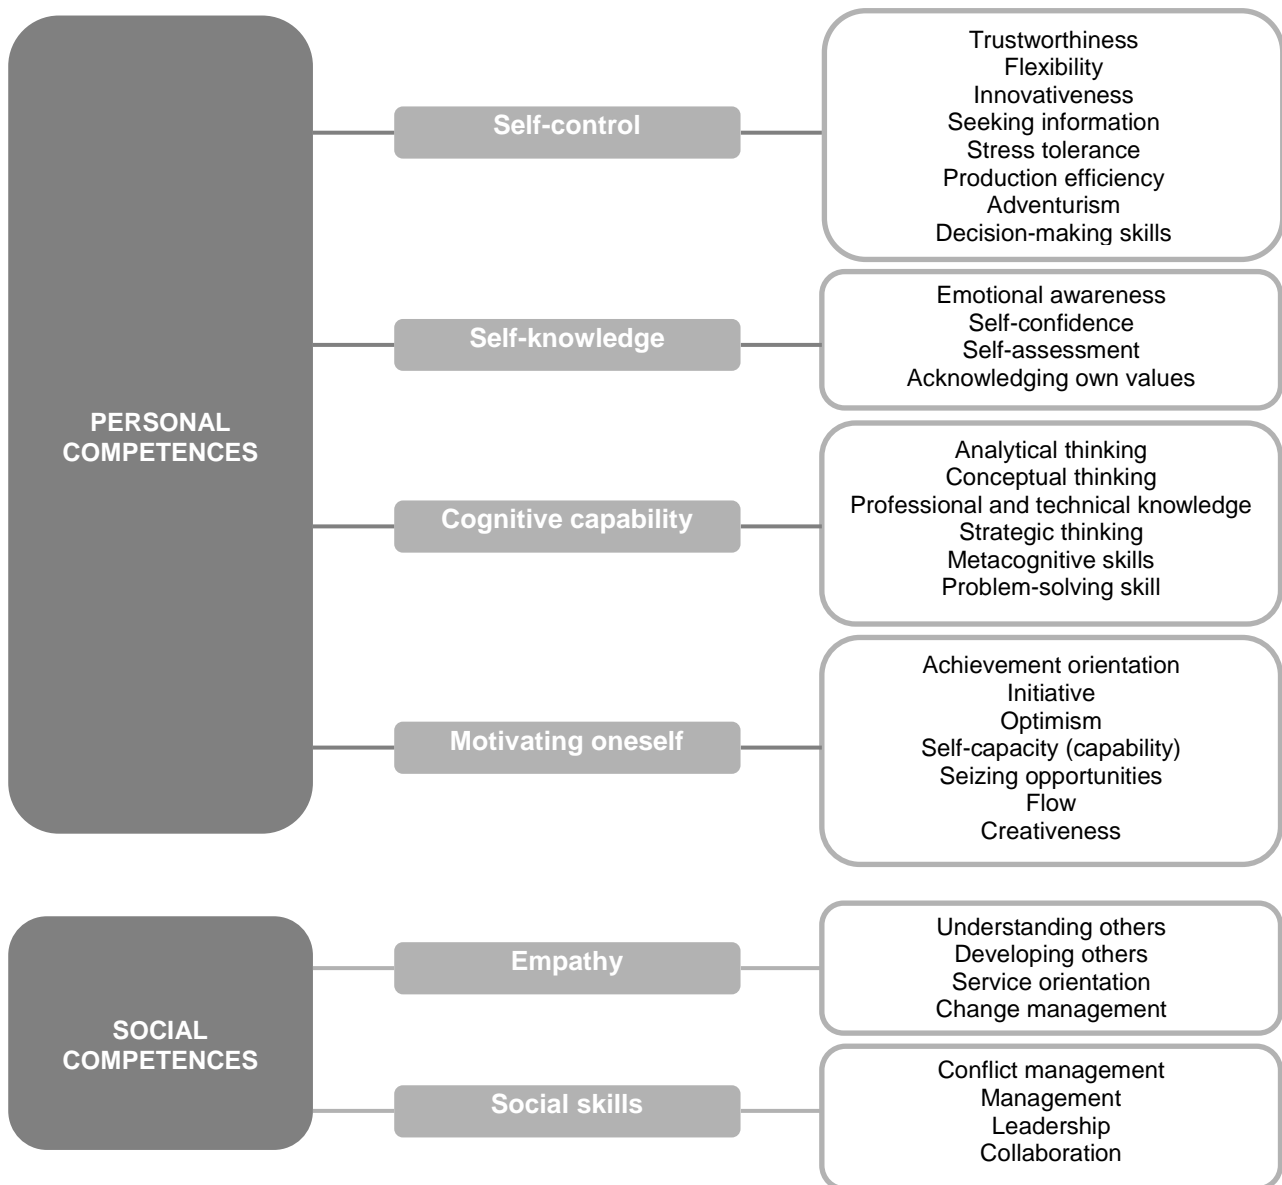 PERSONAL
COMPETENCES
Self-control
Trustworthiness
Flexibility
Innovativeness
Seeking information
Stress tolerance
Production efficiency
Adventurism
Decision-making skills
Self-knowledge
Emotional awareness
Self-confidence
Self-assessment
Acknowledging own values
Cognitive capability
Analytical thinking
Conceptual thinking
Professional and technical knowledge
Strategic thinking
Metacognitive skills
Problem-solving skill
Motivating oneself
Achievement orientation
Initiative
Optimism
Self-capacity (capability)
Seizing opportunities
Flow
Creativeness
SOCIAL
COMPETENCES
Empathy
Understanding others
Developing others
Service orientation
Change management
Social skills
Conflict management
Management
Leadership
Collaboration